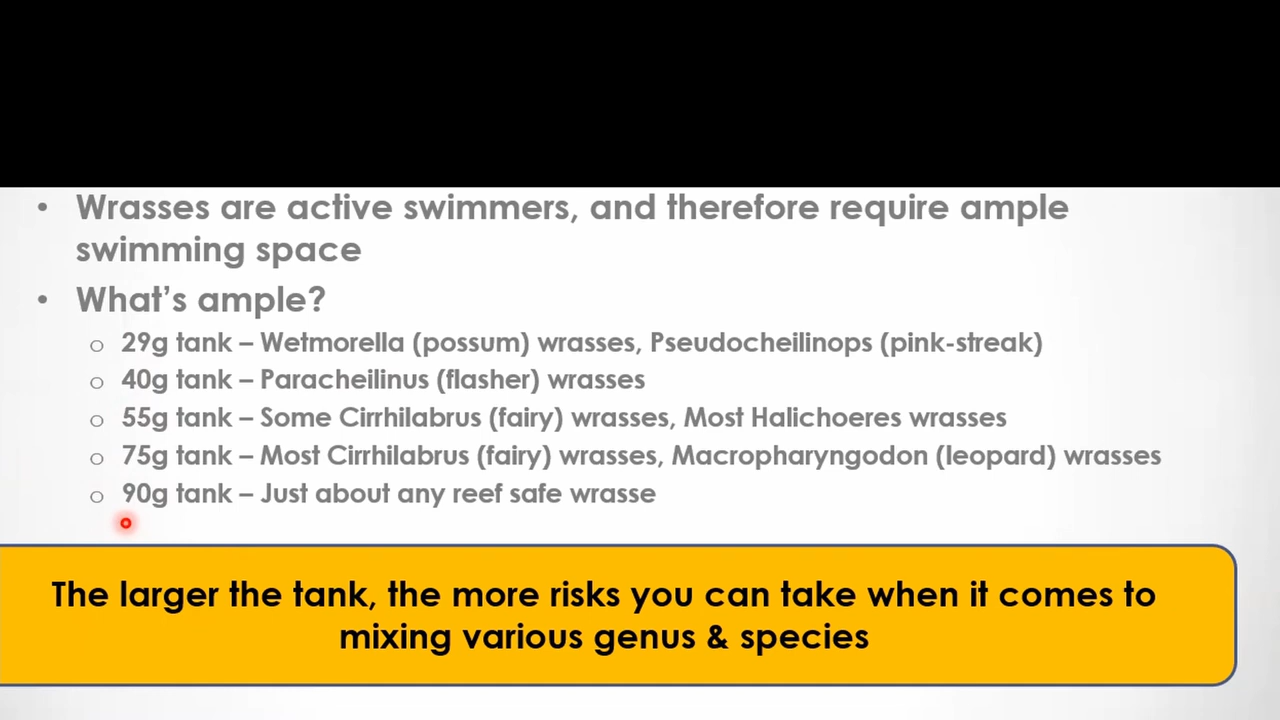 • Wrasses are active swimmers, and therefore require ample
swimming space
• What's ample?
o 29g tank – Wetmorella (possum) wrasses, Pseudocheilinops (pink-streak)
o 40g tank – Paracheilinus (flasher) wrasses
o 55g tank – Some Cirrhilabrus (fairy) wrasses, Most Halichoeres wrasses
o 75g tank – Most Cirrhilabrus (fairy) wrasses, Macropharyngodon (leopard) wrasses
o 90g tank – Just about any reef safe wrasse
The larger the tank, the more risks you can take when it comes to
mixing various genus & species